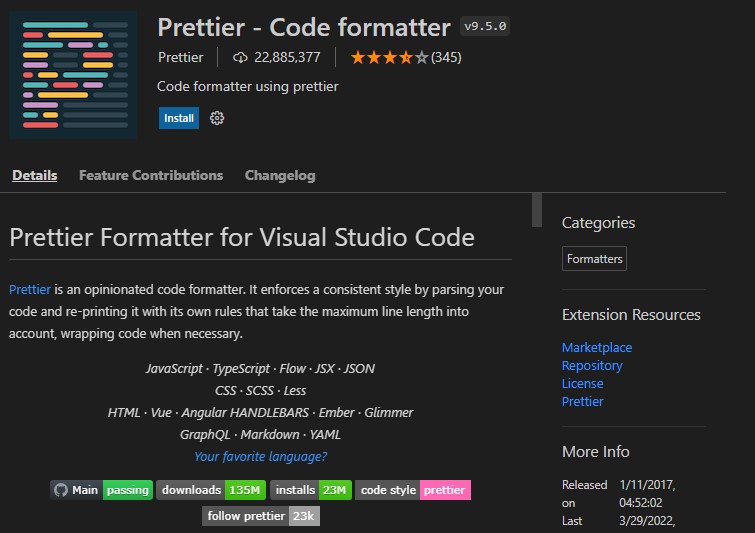 Prettier - Code formatter v9.5.0
Prettier 22,885,377 (345)
Code formatter using prettier
Install
Details Feature Contributions Changelog
Prettier Formatter for Visual Studio Code
Prettier is an opinionated code formatter. It enforces a consistent style by parsing your
code and re-printing it with its own rules that take the maximum line length into
account, wrapping code when necessary.
JavaScript · TypeScript · Flow · JSX · JSON
CSS · SCSS · Less
HTML · Vue · Angular HANDLEBARS · Ember · Glimmer
GraphQL · Markdown · YAML
Your favorite language?
Main passing downloads 135M installs 23M code style prettier
follow prettier 23k
Categories
Formatters
Extension Resources
Marketplace
Repository
License
Prettier
More Info
Released 1/11/2017,
on 04:52:02
Last 3/29/2022,